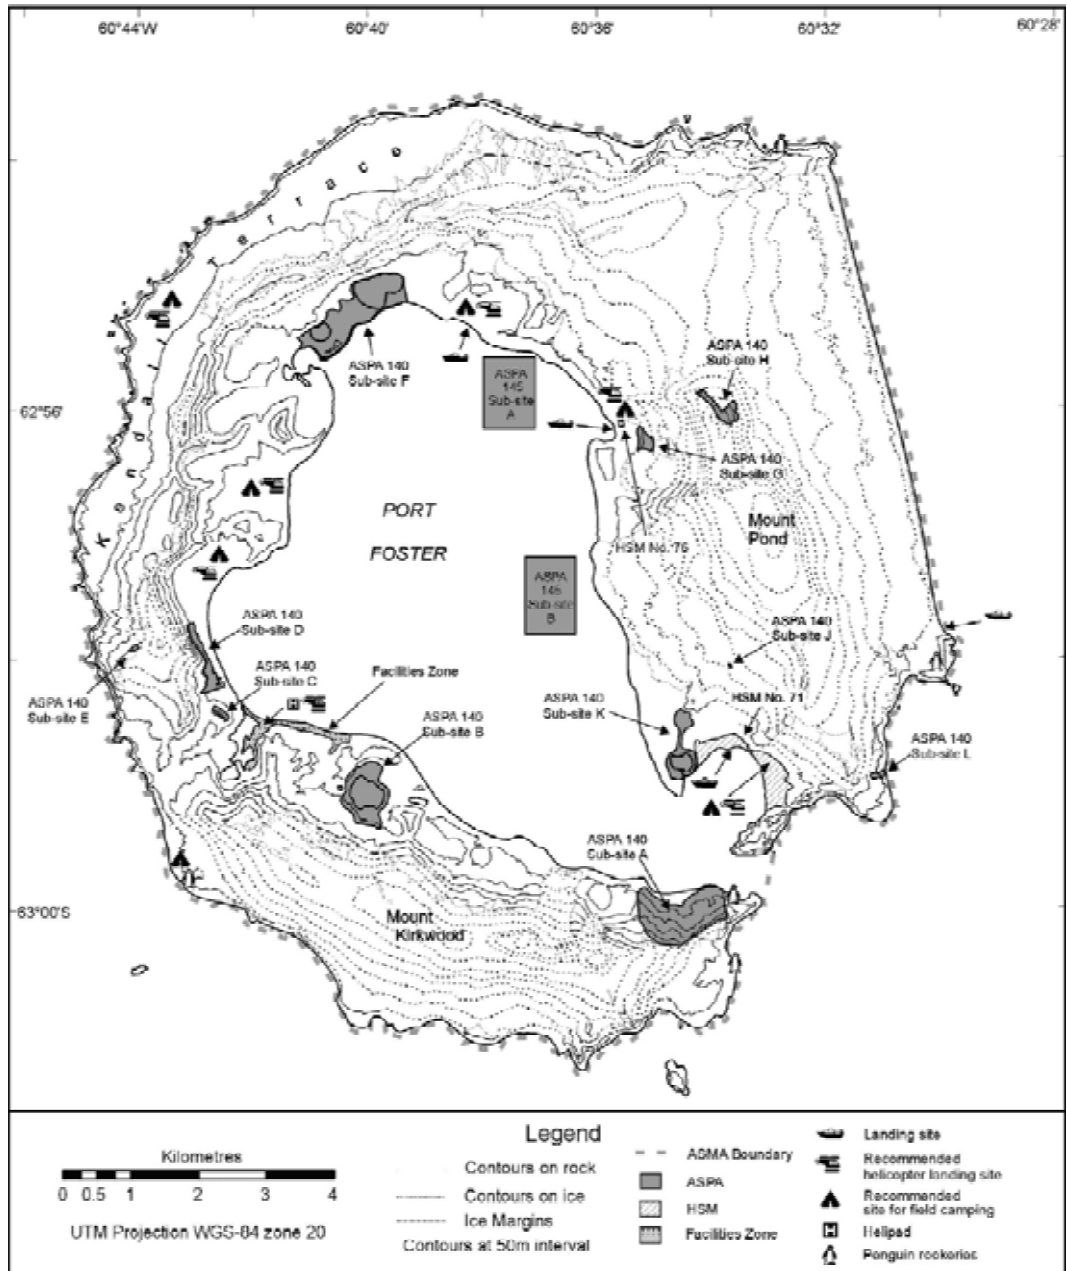 60°44'W
60°40'
60°36'
60°32'
60°28'
Kendall Terrace
ASPA 140
Sub-site F
ASPA
145
Sub-site
A
ASPA 140
Sub-site H
62°56'
ASPA 140
Sub-site G
PORT
FOSTER
HSM No. 76
Mount
Pond
ASPA
145
Sub-site
B
ASPA 140
Sub-site D
ASPA 140
Sub-site J
ASPA 140
Sub-site C
Facilities Zone
ASPA 140
Sub-site E
H
ASPA 140
Sub-site B
ASPA 140
Sub-site K
HSM No. 71
ASPA 140
Sub-site L
ASPA 140
Sub-site A
63°00'S
Mount
Kirkwood
Legend
Kilometres
0 0.5 1 2 3 4
UTM Projection WGS-84 zone 20
Contours on rock
Contours on ice
Ice Margins
Contours at 50m interval
ASMA Boundary
ASPA
HSM
Facilities Zone
Landing site
Recommended
helicopter landing site
Recommended
site for field camping
H Helipad
Penguin rookeries